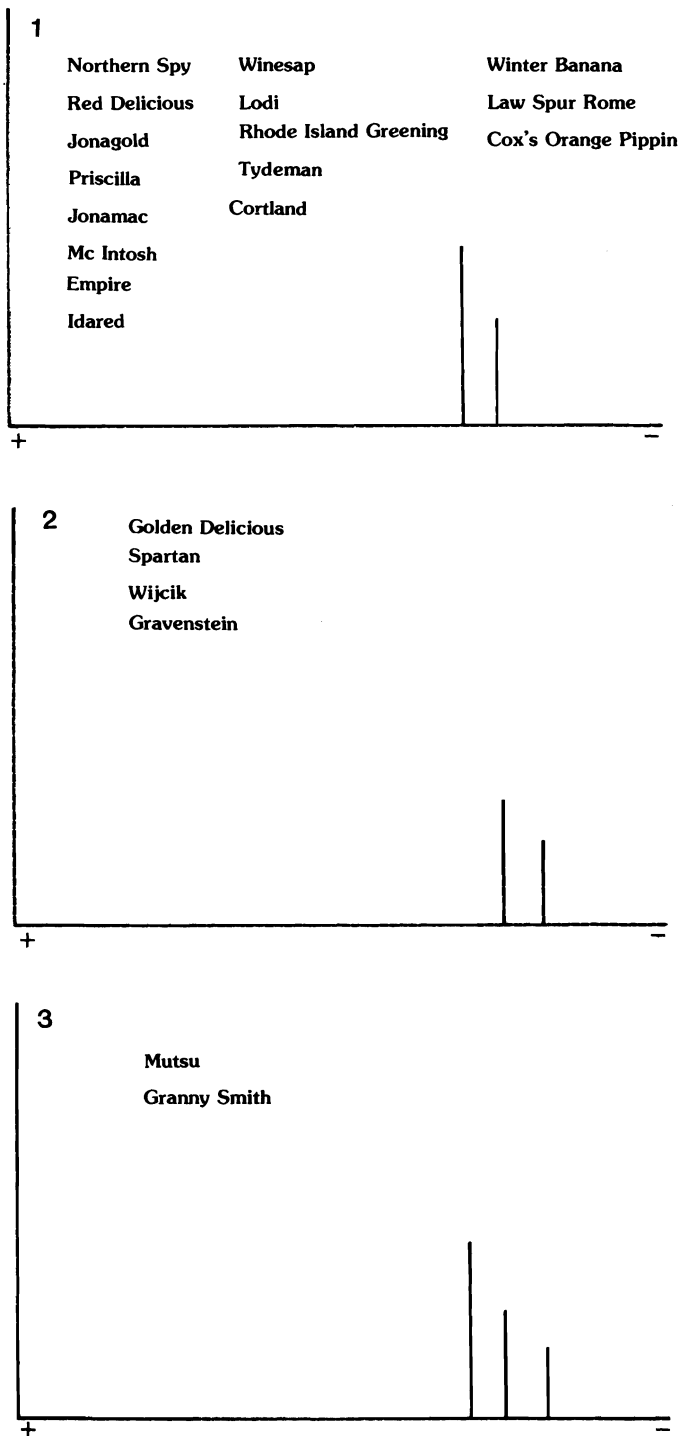 1
Northern Spy Winesap Winter Banana
Red Delicious Lodi Law Spur Rome
Jonagold Rhode Island Greening Cox's Orange Pippin
Priscilla Tydeman
Jonamac Cortland
Mc Intosh
Empire
Idared
+ −
2
Golden Delicious
Spartan
Wijcik
Gravenstein
+ −
3
Mutsu
Granny Smith
+ −